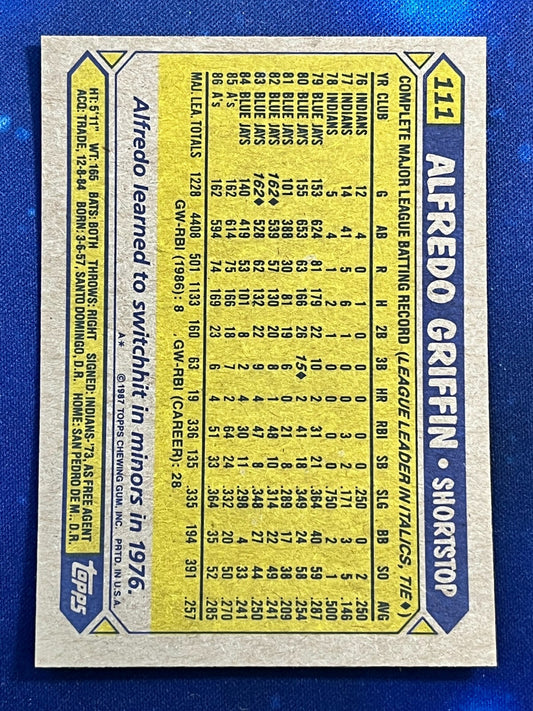 111 ALFREDO GRIFFIN • SHORTSTOP
COMPLETE MAJOR LEAGUE BATTING RECORD (LEAGUE LEADER IN ITALICS, TIE♦)
YR CLUB G AB R H 2B 3B HR RBI SB SLG BB SO AVG
76 INDIANS 12 4 0 1 0 0 0 0 0 .250 0 2 .250
77 INDIANS 14 41 5 6 1 0 0 3 2 .171 3 5 .146
78 INDIANS 5 4 1 2 1 0 0 0 0 .750 2 1 .500
79 BLUE JAYS 153 624 81 179 22 10 2 31 21 .364 40 59 .287
80 BLUE JAYS 155 653 63 166 26 15♦ 2 41 18 .349 24 58 .254
81 BLUE JAYS 101 388 30 81 19 6 0 21 8 .289 17 38 .209
82 BLUE JAYS 162♦ 539 57 130 20 8 1 48 10 .314 22 48 .241
83 BLUE JAYS 162♦ 528 62 132 22 9 4 47 8 .348 27 44 .250
84 BLUE JAYS 140 419 53 101 8 2 4 30 11 .298 4 33 .241
85 A's 162 614 75 166 18 7 2 64 24 .332 20 50 .270
86 A's 162 594 74 169 23 6 4 51 33 .364 35 52 .285
MAJ. LEA. TOTALS 1228 4408 501 1133 160 63 19 336 135 .335 194 391 .257
GW-RBI (1986): 8 GW-RBI (CAREER): 28
Alfredo learned to switchhit in minors in 1976.
A* ©1987 TOPPS CHEWING GUM, INC. PRTD. IN U.S.A.
HT: 5'11" WT: 165 BATS: BOTH THROWS: RIGHT SIGNED: INDIANS-'73, AS FREE AGENT
ACQ: TRADE, 12-8-84 BORN: 3-6-57, SANTO DOMINGO, D.R. HOME: SAN PEDRO DE M., D.R.
topps